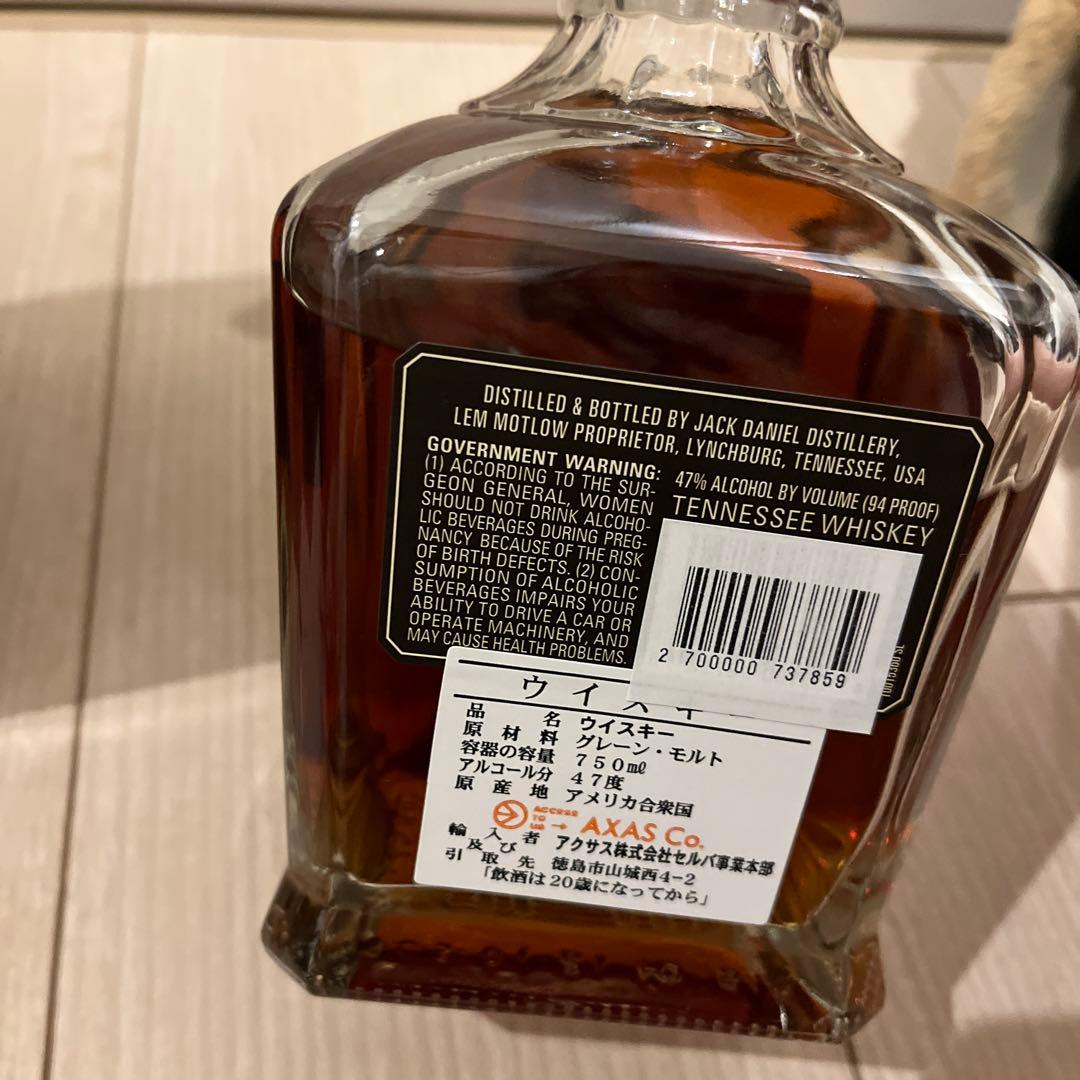 DISTILLED & BOTTLED BY JACK DANIEL DISTILLERY,
LEM MOTLOW PROPRIETOR, LYNCHBURG, TENNESSEE, USA
GOVERNMENT WARNING:
(1) ACCORDING TO THE SUR-
GEON GENERAL, WOMEN
SHOULD NOT DRINK ALCOHO-
LIC BEVERAGES DURING PREG-
NANCY BECAUSE OF THE RISK
OF BIRTH DEFECTS. (2) CON-
SUMPTION OF ALCOHOLIC
BEVERAGES IMPAIRS YOUR
ABILITY TO DRIVE A CAR OR
OPERATE MACHINERY, AND
MAY CAUSE HEALTH PROBLEMS.
47% ALCOHOL BY VOLUME (94 PROOF)
TENNESSEE WHISKEY
2 700000 737859
ウイスキー
品名 ウイスキー
原材料 グレーン・モルト
容器の容量 750㎖
アルコール分 47度
原産地 アメリカ合衆国
ACCESS TO US → AXAS Co.
輸入者 アクサス株式会社セルバ事業本部
及び
引取先 徳島市山城西4-2
「飲酒は20歳になってから」